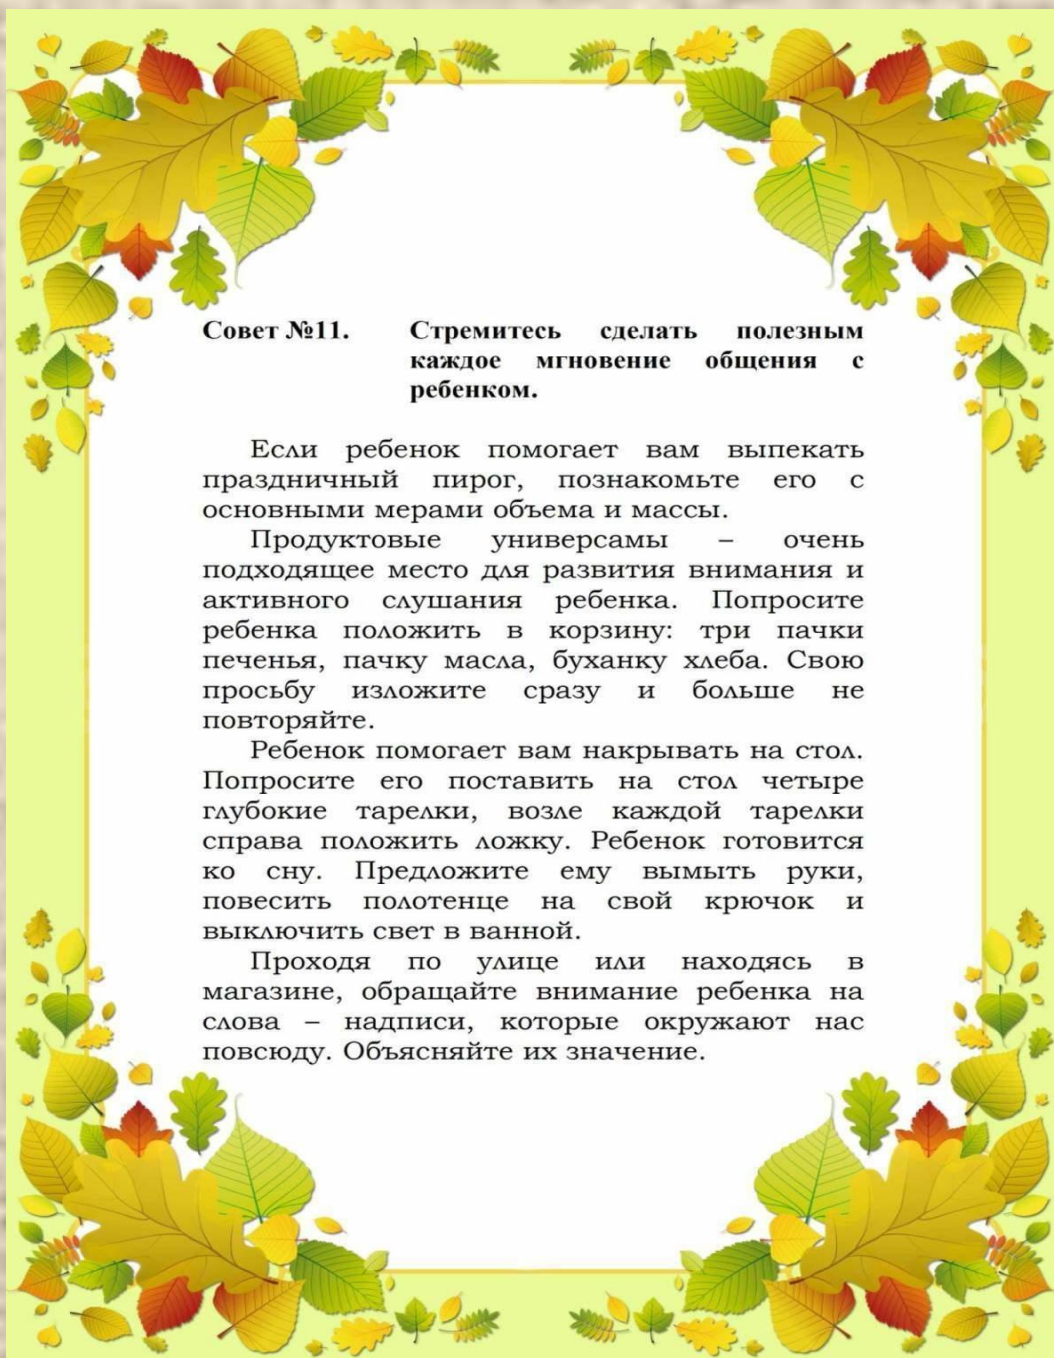 Совет №11. Стремитесь сделать полезным
каждое мгновение общения с
ребенком.
Если ребенок помогает вам выпекать
праздничный пирог, познакомьте его с
основными мерами объема и массы.
Продуктовые универсамы – очень
подходящее место для развития внимания и
активного слушания ребенка. Попросите
ребенка положить в корзину: три пачки
печенья, пачку масла, буханку хлеба. Свою
просьбу изложите сразу и больше не
повторяйте.
Ребенок помогает вам накрывать на стол.
Попросите его поставить на стол четыре
глубокие тарелки, возле каждой тарелки
справа положить ложку. Ребенок готовится
ко сну. Предложите ему вымыть руки,
повесить полотенце на свой крючок и
выключить свет в ванной.
Проходя по улице или находясь в
магазине, обращайте внимание ребенка на
слова – надписи, которые окружают нас
повсюду. Объясняйте их значение.